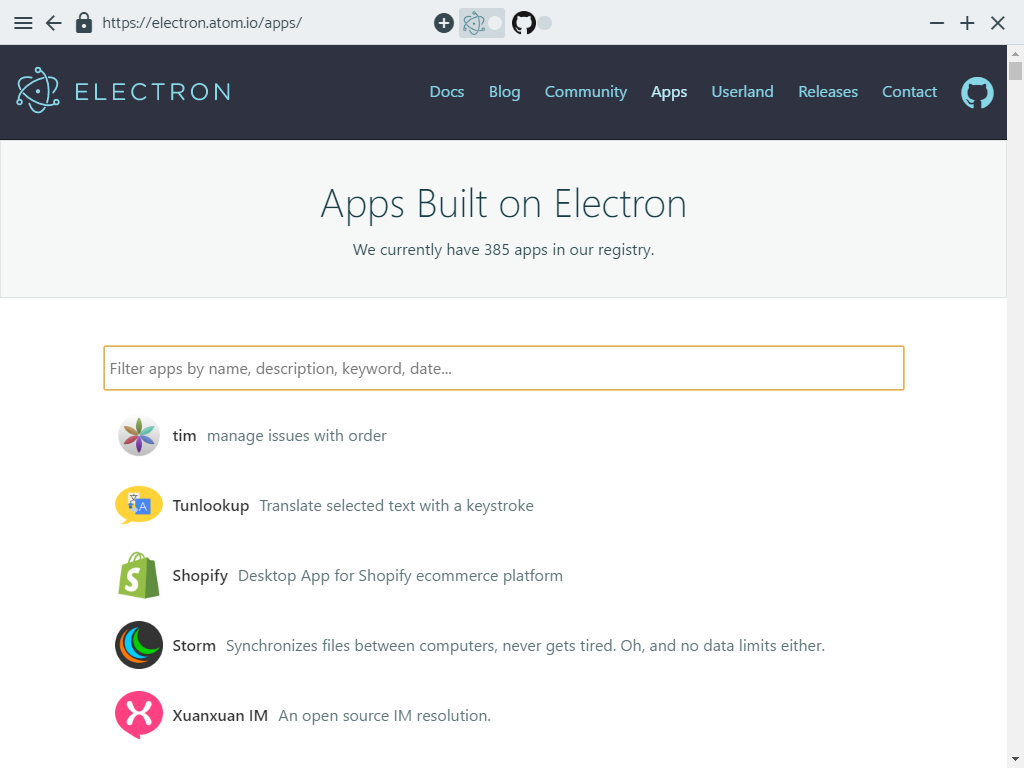 https://electron.atom.io/apps/
ELECTRON
Docs Blog Community Apps Userland Releases Contact
Apps Built on Electron
We currently have 385 apps in our registry.
Filter apps by name, description, keyword, date...
tim manage issues with order
Tunlookup Translate selected text with a keystroke
Shopify Desktop App for Shopify ecommerce platform
Storm Synchronizes files between computers, never gets tired. Oh, and no data limits either.
Xuanxuan IM An open source IM resolution.